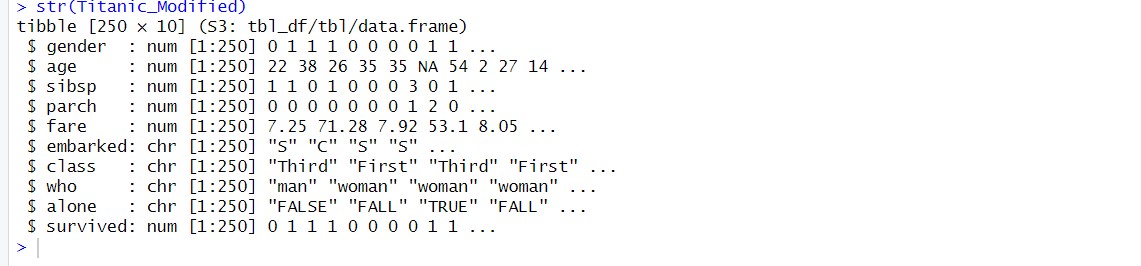 > str(Titanic_Modified)
tibble [250 × 10] (S3: tbl_df/tbl/data.frame)
 $ gender  : num [1:250] 0 1 1 1 0 0 0 0 1 1 ...
 $ age     : num [1:250] 22 38 26 35 35 NA 54 2 27 14 ...
 $ sibsp   : num [1:250] 1 1 0 1 0 0 0 3 0 1 ...
 $ parch   : num [1:250] 0 0 0 0 0 0 0 1 2 0 ...
 $ fare    : num [1:250] 7.25 71.28 7.92 53.1 8.05 ...
 $ embarked: chr [1:250] "S" "C" "S" "S" ...
 $ class   : chr [1:250] "Third" "First" "Third" "First" ...
 $ who     : chr [1:250] "man" "woman" "woman" "woman" ...
 $ alone   : chr [1:250] "FALSE" "FALL" "TRUE" "FALL" ...
 $ survived: num [1:250] 0 1 1 1 0 0 0 0 1 1 ...
>